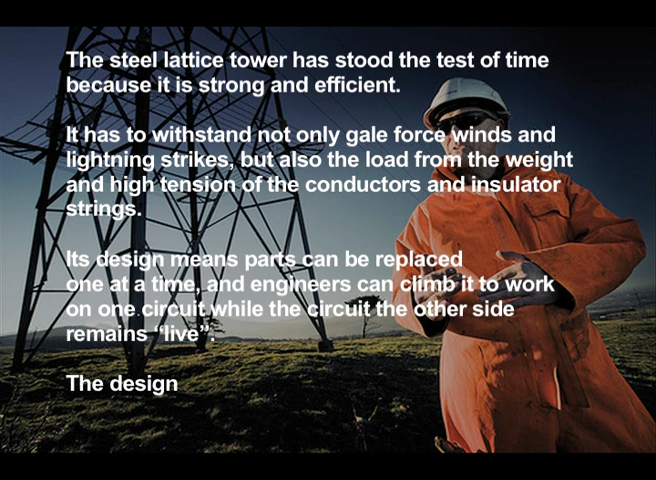 The steel lattice tower has stood the test of time
because it is strong and efficient.
It has to withstand not only gale force winds and
lightning strikes, but also the load from the weight
and high tension of the conductors and insulator
strings.
Its design means parts can be replaced
one at a time, and engineers can climb it to work
on one circuit while the circuit the other side
remains “live”.
The design